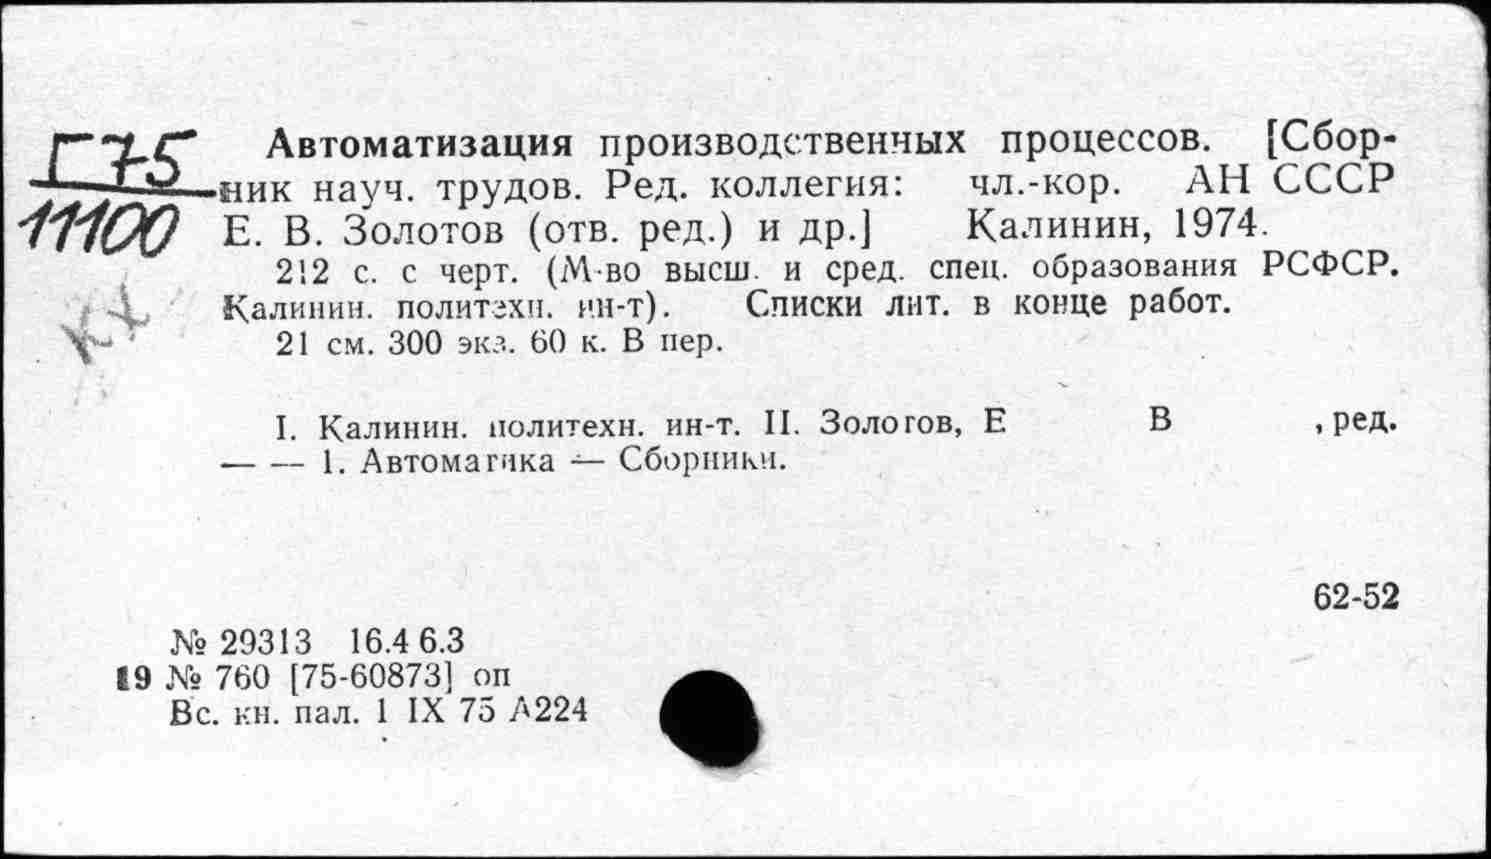 Г75
11100
Автоматизация производственных процессов. [Сбор-
ник науч. трудов. Ред. коллегия: чл.-кор. АН СССР
Е. В. Золотов (отв. ред.) и др.] Калинин, 1974.
212 с. с черт. (М-во высш. и сред. спец. образования РСФСР.
Калинин. политехн. ин-т). Списки лит. в конце работ.
21 см. 300 экз. 60 к. В пер.
I. Калинин. политехн. ин-т. II. Золотов, Е В , ред.
— — 1. Автоматика — Сборники.
62-52
№ 29313 16.4 6.3
19 № 760 [75-60873] оп
Вс. кн. пал. 1 IX 75 А224